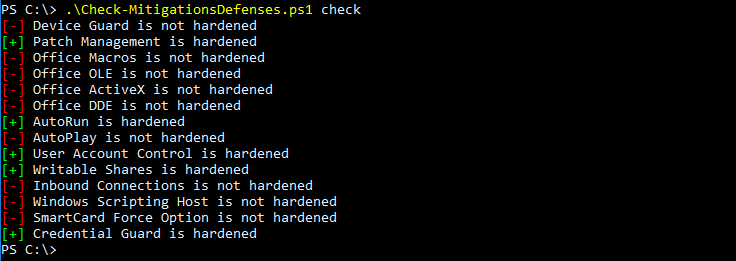 PS C:\> .\Check-MitigationsDefenses.ps1 check
[-] Device Guard is not hardened
[+] Patch Management is hardened
[-] Office Macros is not hardened
[-] Office OLE is not hardened
[-] Office ActiveX is not hardened
[-] Office DDE is not hardened
[+] AutoRun is hardened
[-] AutoPlay is not hardened
[+] User Account Control is hardened
[+] Writable Shares is hardened
[-] Inbound Connections is not hardened
[-] Windows Scripting Host is not hardened
[-] SmartCard Force Option is not hardened
[+] Credential Guard is hardened
PS C:\>